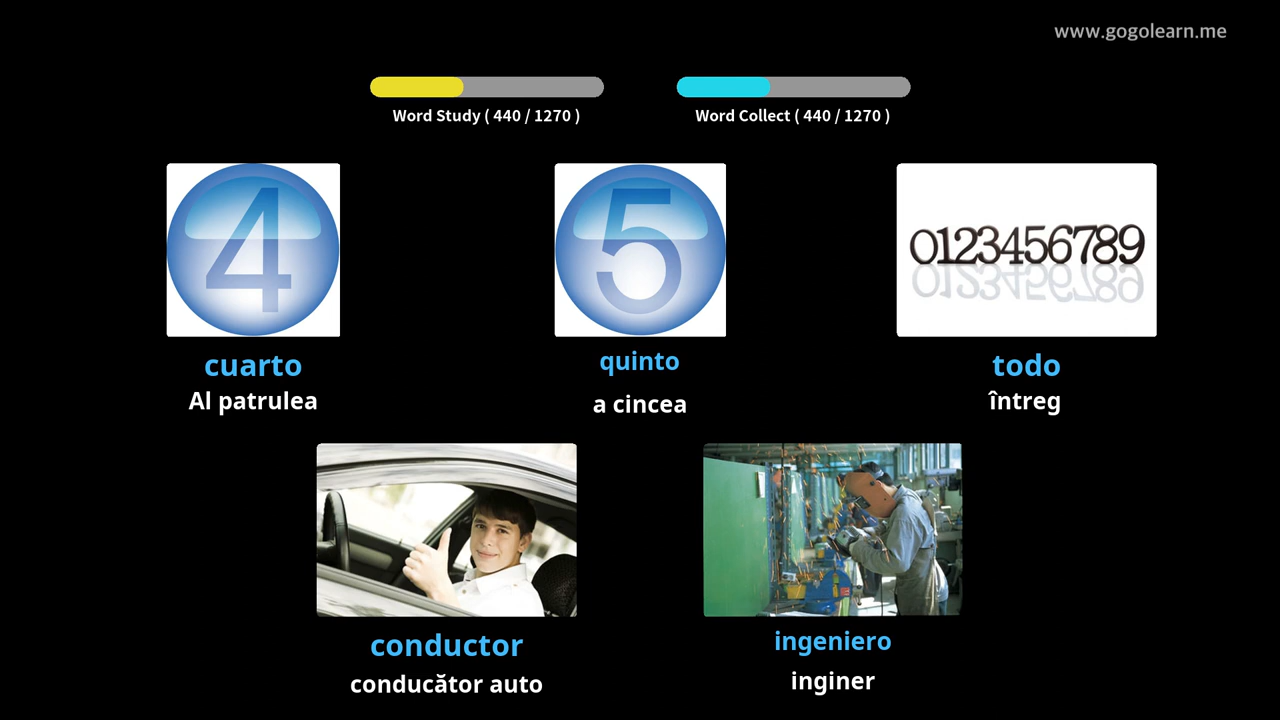 www.gogolearn.me
Word Study ( 440 / 1270 )
Word Collect ( 440 / 1270 )
4
5
0123456789
cuarto
Al patrulea
quinto
a cincea
todo
întreg
conductor
conducător auto
ingeniero
inginer